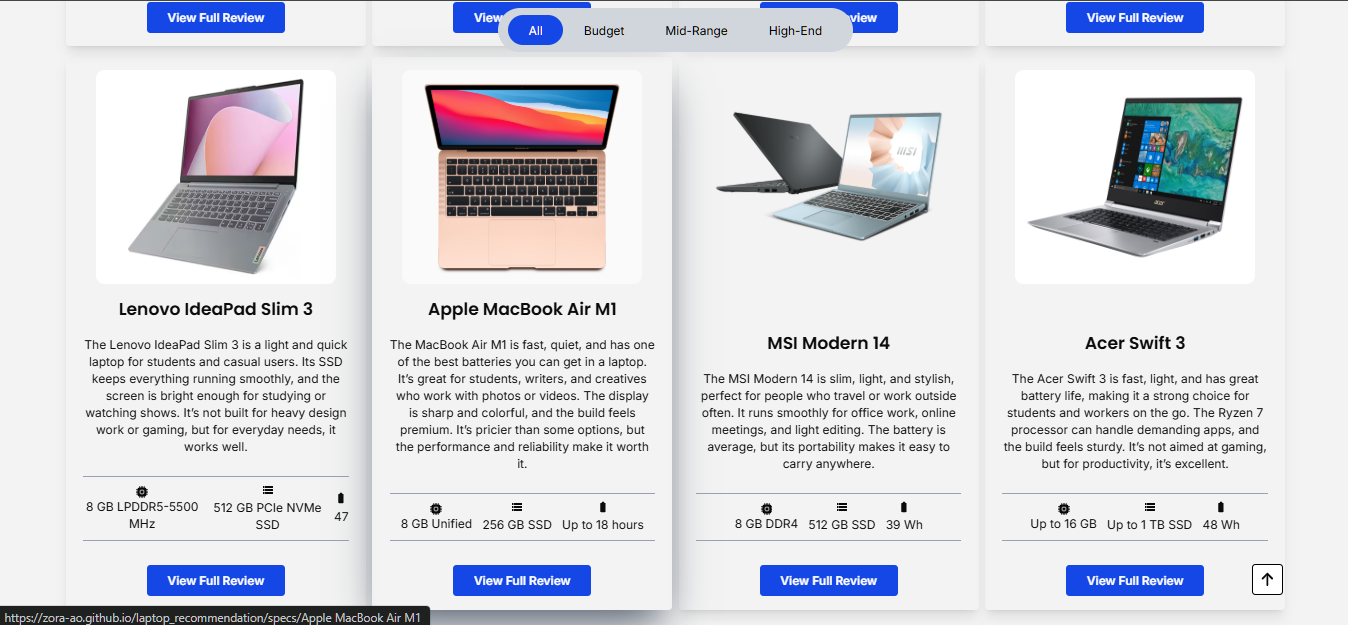 View Full Review
View
view
View Full Review
All
Budget
Mid-Range
High-End
Lenovo
msi
acer
Lenovo IdeaPad Slim 3
The Lenovo IdeaPad Slim 3 is a light and quick
laptop for students and casual users. Its SSD
keeps everything running smoothly, and the
screen is bright enough for studying or
watching shows. It’s not built for heavy design
work or gaming, but for everyday needs, it
works well.
8 GB LPDDR5-5500
MHz
512 GB PCIe NVMe
SSD
47
View Full Review
Apple MacBook Air M1
The MacBook Air M1 is fast, quiet, and has one
of the best batteries you can get in a laptop.
It’s great for students, writers, and creatives
who work with photos or videos. The display
is sharp and colorful, and the build feels
premium. It’s pricier than some options, but
the performance and reliability make it worth
it.
8 GB Unified
256 GB SSD
Up to 18 hours
View Full Review
MSI Modern 14
The MSI Modern 14 is slim, light, and stylish,
perfect for people who travel or work outside
often. It runs smoothly for office work, online
meetings, and light editing. The battery is
average, but its portability makes it easy to
carry anywhere.
8 GB DDR4
512 GB SSD
39 Wh
View Full Review
Acer Swift 3
The Acer Swift 3 is fast, light, and has great
battery life, making it a strong choice for
students and workers on the go. The Ryzen 7
processor can handle demanding apps, and
the build feels sturdy. It’s not aimed at gaming,
but for productivity, it’s excellent.
Up to 16 GB
Up to 1 TB SSD
48 Wh
View Full Review
https://zora-ao.github.io/laptop_recommendation/specs/Apple MacBook Air M1